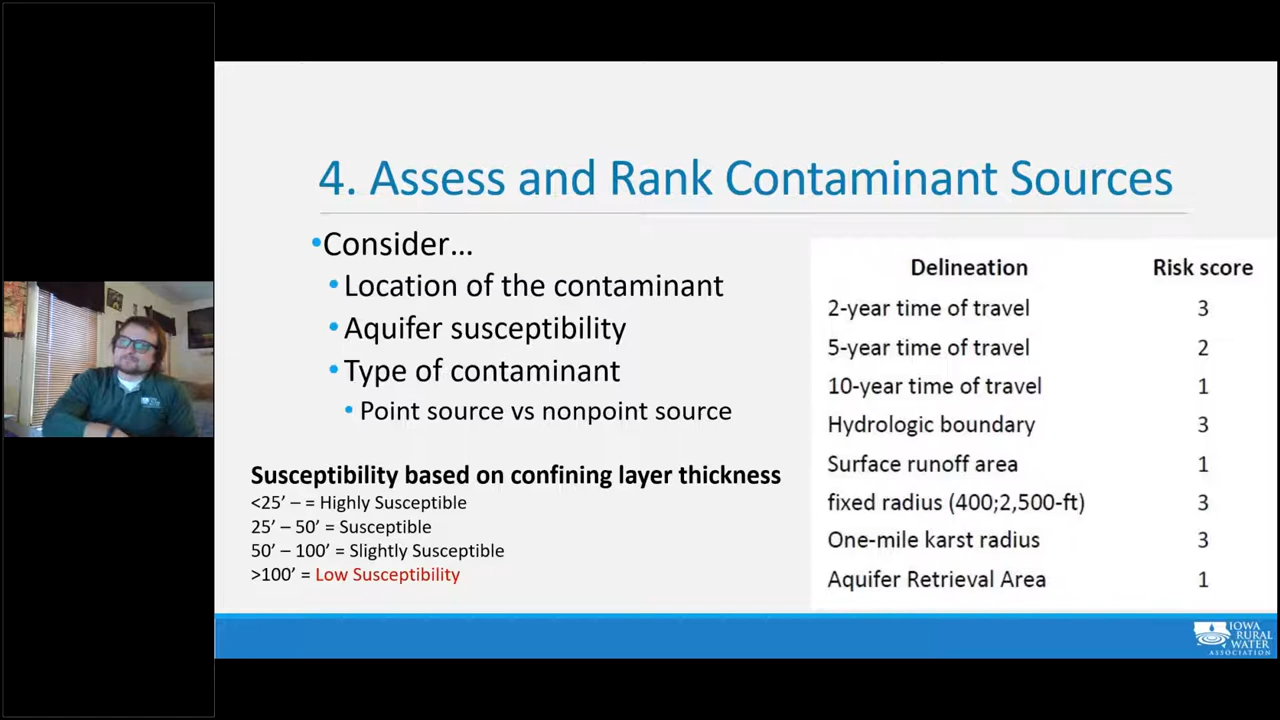 4. Assess and Rank Contaminant Sources
•Consider...
•Location of the contaminant
•Aquifer susceptibility
•Type of contaminant
•Point source vs nonpoint source
Susceptibility based on confining layer thickness
<25’ – = Highly Susceptible
25’ – 50’ = Susceptible
50’ – 100’ = Slightly Susceptible
>100’ = Low Susceptibility
Delineation Risk score
2-year time of travel 3
5-year time of travel 2
10-year time of travel 1
Hydrologic boundary 3
Surface runoff area 1
fixed radius (400;2,500-ft) 3
One-mile karst radius 3
Aquifer Retrieval Area 1
IOWA
RURAL
WATER
ASSOCIATION